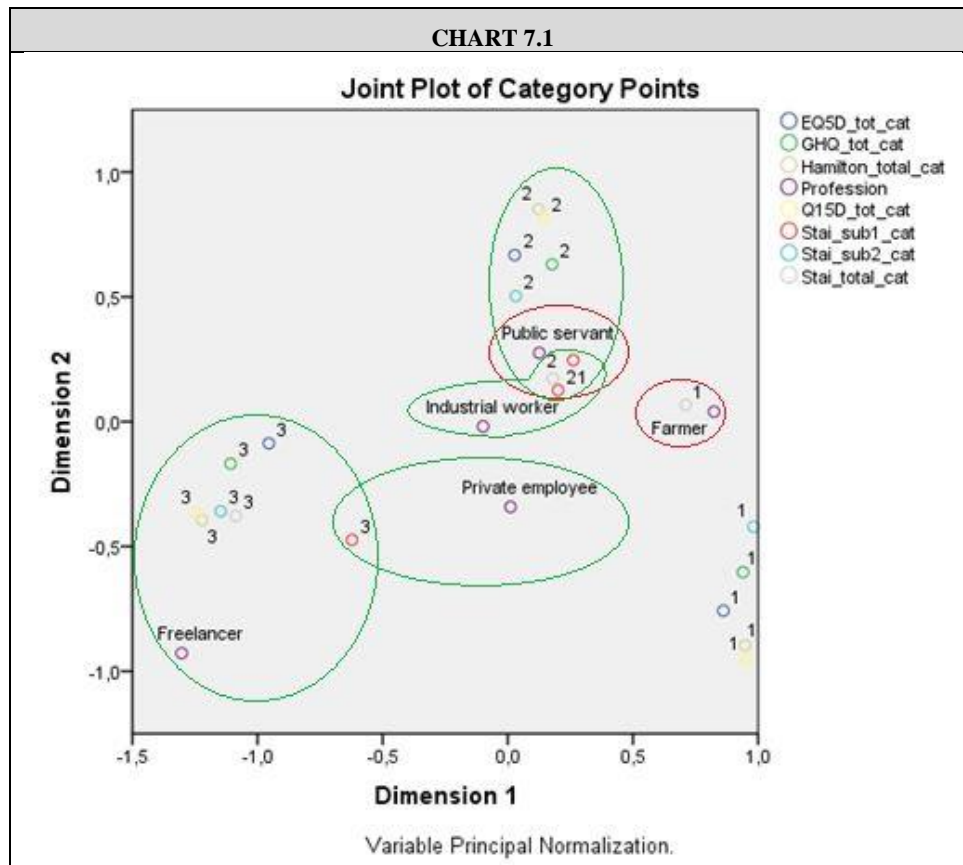 CHART 7.1
Joint Plot of Category Points
EQ5D_tot_cat
GHQ_tot_cat
Hamilton_total_cat
Profession
Q15D_tot_cat
Stai_sub1_cat
Stai_sub2_cat
Stai_total_cat
Dimension 2
1,0
0,5
0,0
-0,5
-1,0
2
2
2
2
2
Public servant
2
21
1
Industrial worker
Farmer
3
3
Private employee
3
3 3
3
3
1
1
1
1
1
Freelancer
-1,5
-1,0
-0,5
0,0
0,5
1,0
Dimension 1
Variable Principal Normalization.